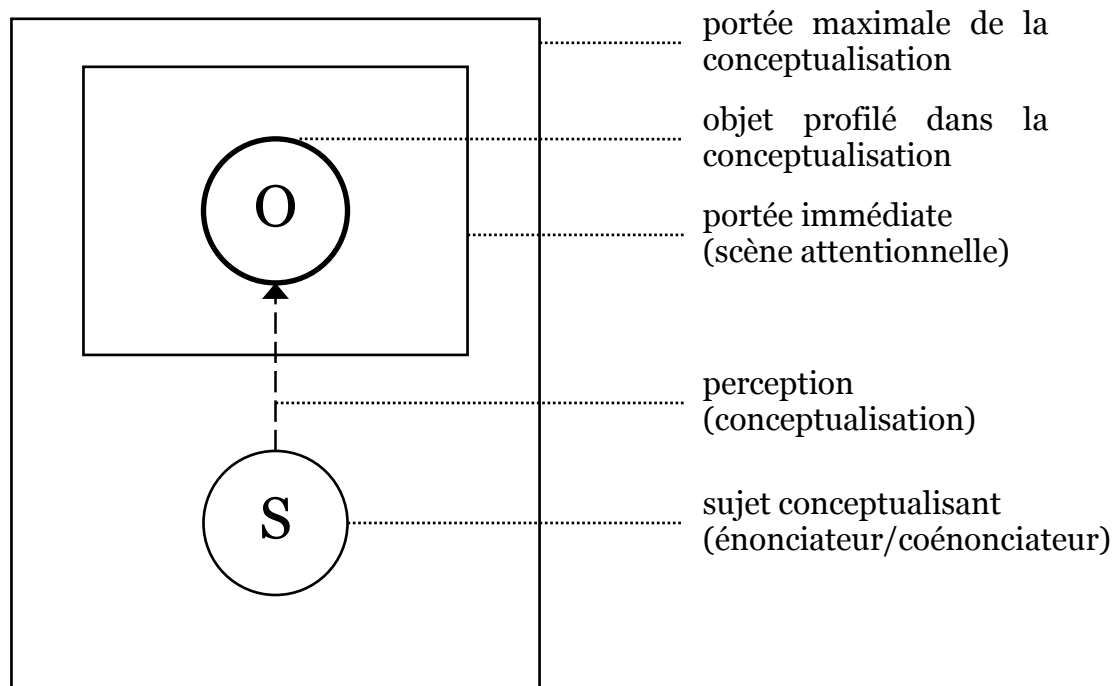 portée maximale de la
conceptualisation
objet profilé dans la
conceptualisation
O
portée immédiate
(scène attentionnelle)
perception
(conceptualisation)
S
sujet conceptualisant
(énonciateur/coénonciateur)